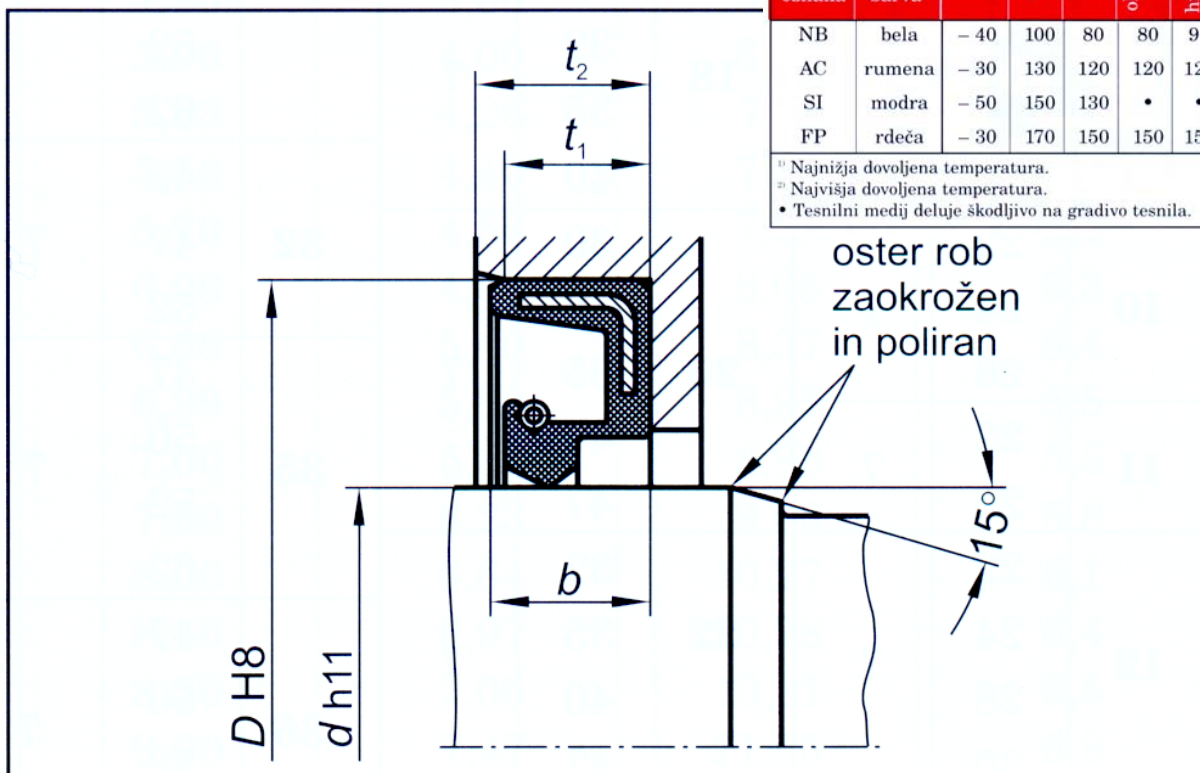 t₂
t₁
NB bela – 40 100 80 80
AC rumena – 30 130 120 120
SI modra – 50 150 130 •
FP rdeča – 30 170 150 150
¹⁾ Najnižja dovoljena temperatura.
²⁾ Najvišja dovoljena temperatura.
• Tesnilni medij deluje škodljivo na gradivo tesnila.
oster rob
zaokrožen
in poliran
15°
b
D H8
d h11